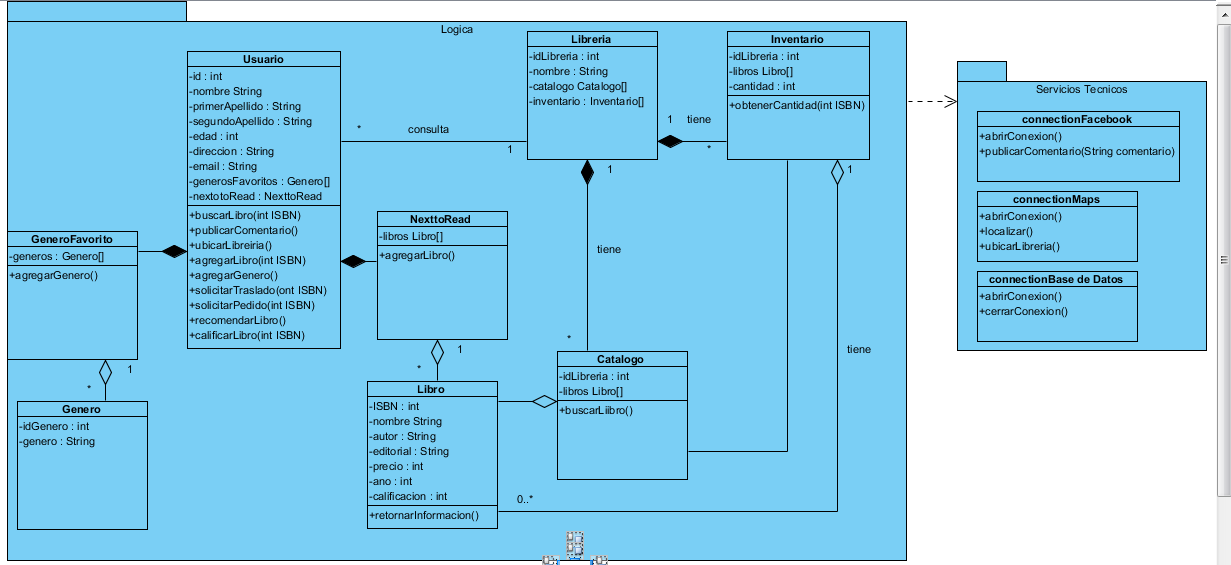 Logica
Usuario
-id : int
-nombre String
-primerApellido : String
-segundoApellido : String
-edad : int
-direccion : String
-email : String
-generosFavoritos : Genero[]
-nextotoRead : NexttoRead
+buscarLibro(int ISBN)
+publicarComentario()
+ubicarLibreiria()
+agregarLibro(int ISBN)
+agregarGenero()
+solicitarTraslado(ont ISBN)
+solicitarPedido(int ISBN)
+recomendarLibro()
+calificarLibro(int ISBN)
*
consulta
1
Libreria
-idLibreria : int
-nombre : String
-catalogo Catalogo[]
-inventario : Inventario[]
1
tiene
*
Inventario
-idLibreria : int
-libros Libro[]
-cantidad : int
+obtenerCantidad(int ISBN)
1
1
tiene
*
tiene
GeneroFavorito
-generos : Genero[]
+agregarGenero()
1
*
Genero
-idGenero : int
-genero : String
NexttoRead
-libros Libro[]
+agregarLibro()
1
*
Libro
-ISBN : int
-nombre String
-autor : String
-editorial : String
-precio : int
-ano : int
-calificacion : int
+retornarInformacion()
0..*
Catalogo
-idLibreria : int
-libros Libro[]
+buscarLiibro()
Servicios Tecnicos
connectionFacebook
+abrirConexion()
+publicarComentario(String comentario)
connectionMaps
+abrirConexion()
+localizar()
+ubicarLibreria()
connectionBase de Datos
+abrirConexion()
+cerrarConexion()